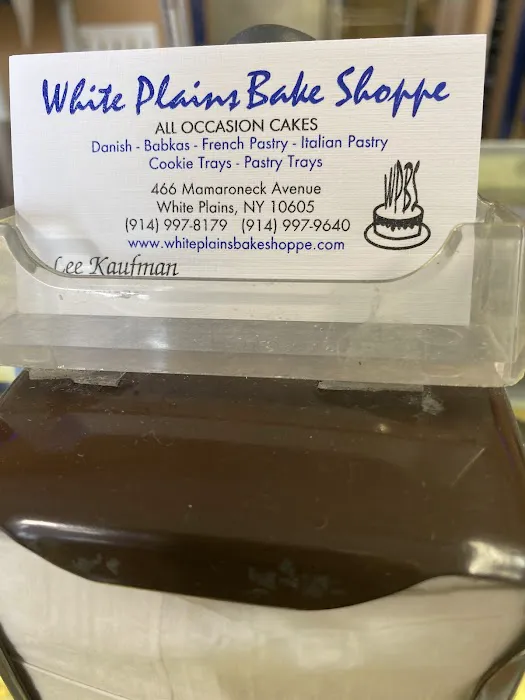 White Plains Bake Shoppe
ALL OCCASION CAKES
Danish - Babkas - French Pastry - Italian Pastry
Cookie Trays - Pastry Trays
466 Mamaroneck Avenue
White Plains, NY 10605
(914) 997-8179 (914) 997-9640
www.whiteplainsbakeshoppe.com
WPBS
Lee Kaufman